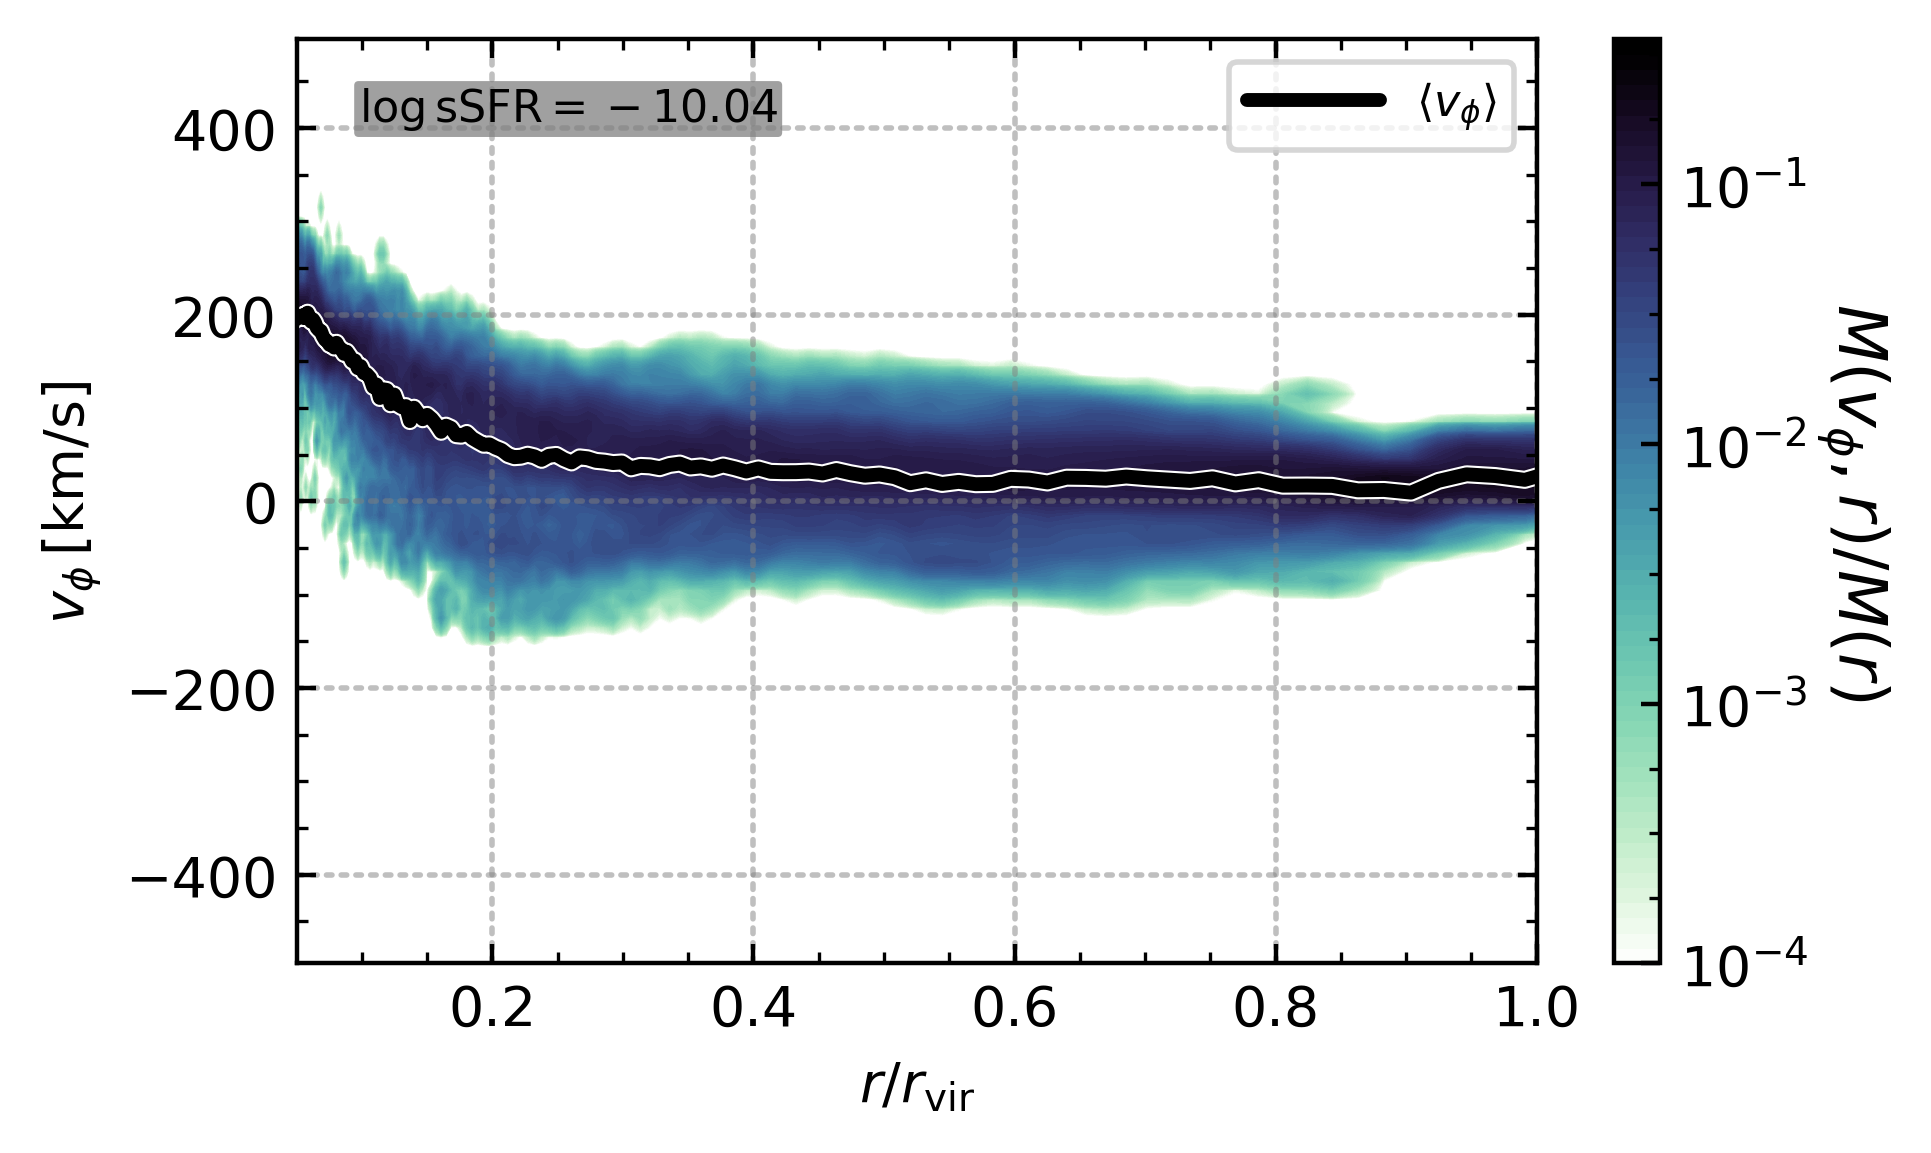 log sSFR = − 10.04
⟨v_ϕ⟩
400
200
0
−200
−400
v_ϕ [km/s]
0.2 0.4 0.6 0.8 1.0
r/r_vir
10⁻¹
10⁻²
10⁻³
10⁻⁴
M(v_ϕ, r)/M(r)